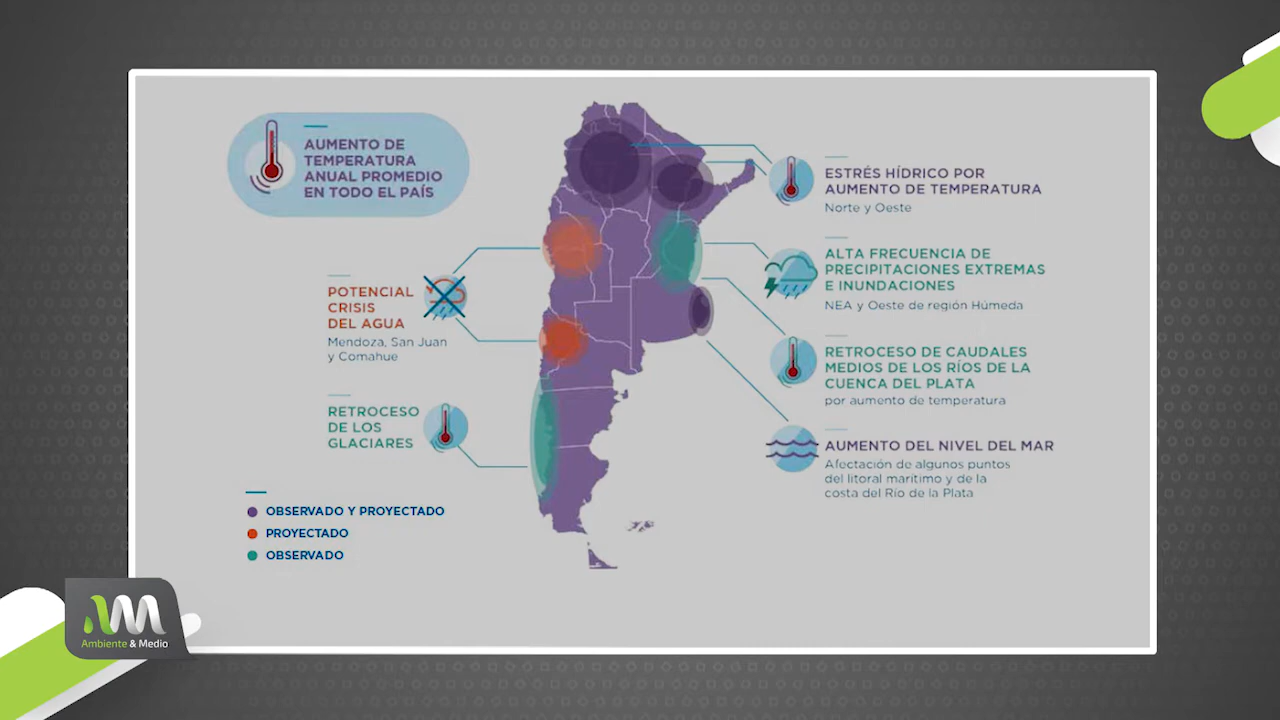 AUMENTO DE
TEMPERATURA
ANUAL PROMEDIO
EN TODO EL PAÍS
POTENCIAL
CRISIS
DEL AGUA
Mendoza, San Juan
y Comahue
RETROCESO
DE LOS
GLACIARES
OBSERVADO Y PROYECTADO
PROYECTADO
OBSERVADO
ESTRÉS HÍDRICO POR
AUMENTO DE TEMPERATURA
Norte y Oeste
ALTA FRECUENCIA DE
PRECIPITACIONES EXTREMAS
E INUNDACIONES
NEA y Oeste de región Húmeda
RETROCESO DE CAUDALES
MEDIOS DE LOS RÍOS DE LA
CUENCA DEL PLATA
por aumento de temperatura
AUMENTO DEL NIVEL DEL MAR
Afectación de algunos puntos
del litoral marítimo y de la
costa del Río de la Plata
AM
Ambiente & Medio